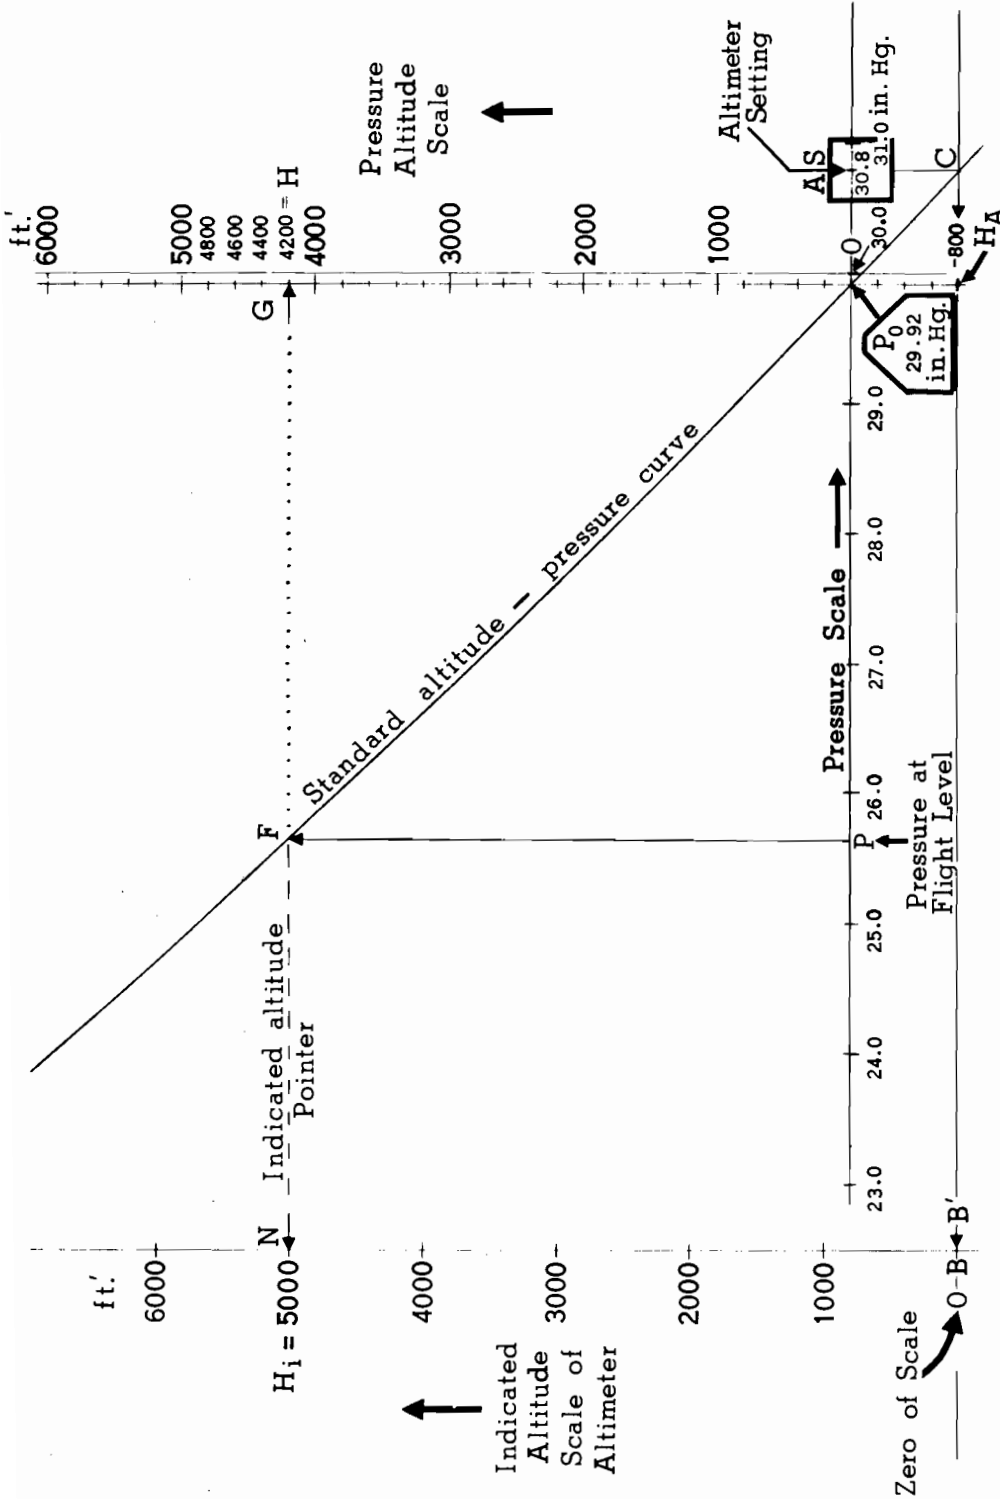 ft.'
6000
5000
4800
4600
4400
4200 = H
4000
3000
2000
1000
0
-800
H_A
Pressure
Altitude
Scale
Altimeter
Setting
AS
30.8
31.0 in. Hg.
30.0
C
G
P₀
29.92
in.Hg.
Standard altitude — pressure curve
F
Pressure Scale
29.0
28.0
27.0
26.0
25.0
24.0
23.0
P
Pressure at
Flight Level
N
Indicated altitude
Pointer
ft.'
6000
H_i = 5000
4000
3000
2000
1000
O-B
B'
Indicated
Altitude
Scale of
Altimeter
Zero of Scale